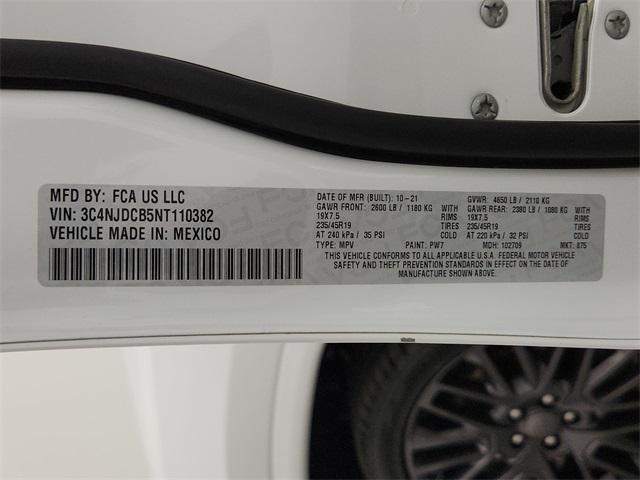 MFD BY: FCA US LLC
VIN: 3C4NJDCB5NT110382
VEHICLE MADE IN: MEXICO
DATE OF MFR (BUILT): 10-21 GVWR: 4650 LB / 2110 KG
GAWR FRONT: 2600 LB / 1180 KG WITH GAWR REAR: 2380 LB / 1080 KG WITH
19X7.5 RIMS 19X7.5 RIMS
235/45R19 TIRES 235/45R19 TIRES
AT 240 kPa / 35 PSI COLD AT 220 kPa / 32 PSI COLD
TYPE: MPV PAINT: PW7 MDH: 102709 MKT: 875
THIS VEHICLE CONFORMS TO ALL APPLICABLE U.S.A. FEDERAL MOTOR VEHICLE
SAFETY AND THEFT PREVENTION STANDARDS IN EFFECT ON THE DATE OF
MANUFACTURE SHOWN ABOVE.